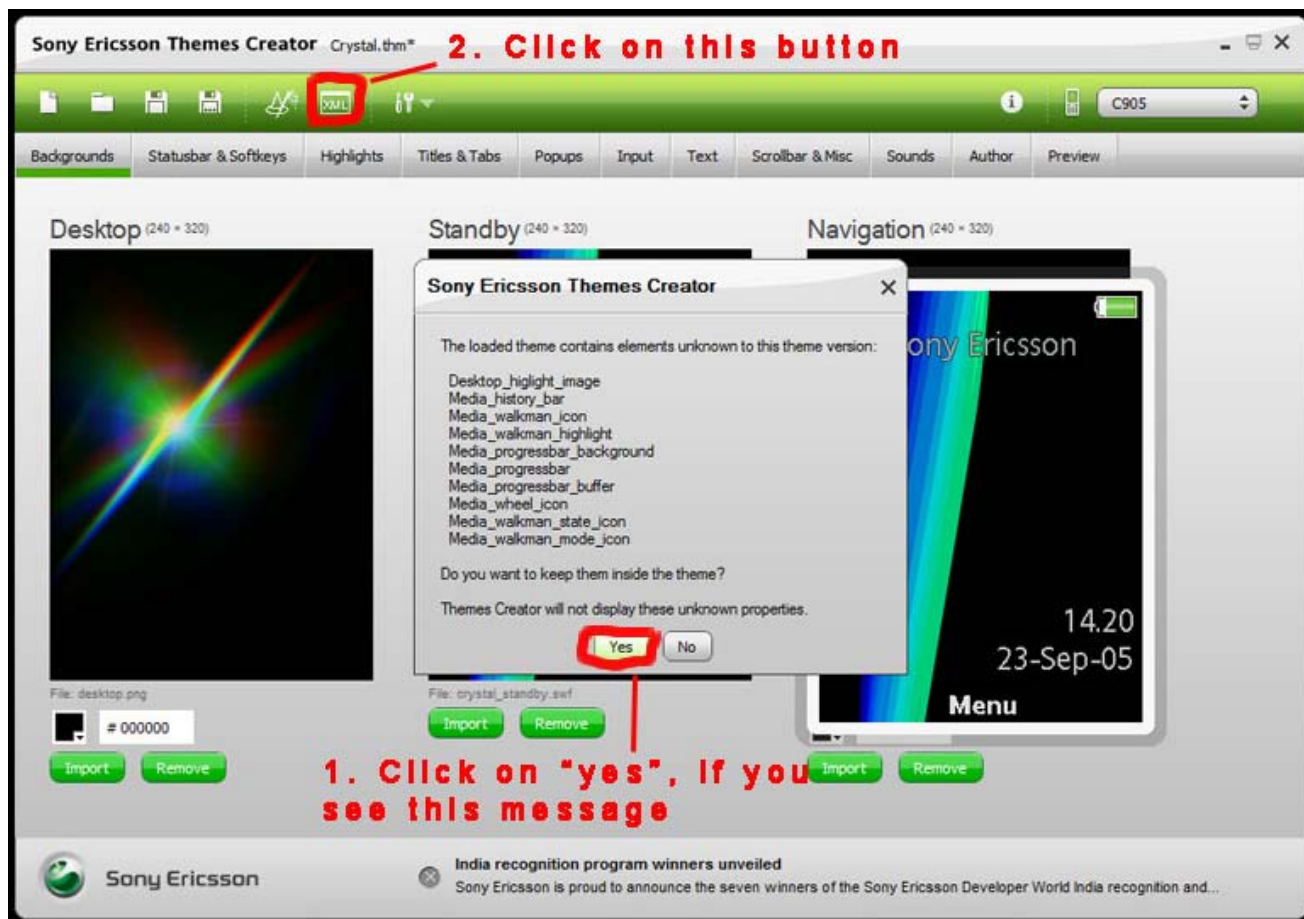 Sony Ericsson Themes Creator Crystal.thm*
2. Click on this button
XML
C905
Backgrounds Statusbar & Softkeys Highlights Titles & Tabs Popups Input Text Scrollbar & Misc Sounds Author Preview
Desktop (240 × 320)
Standby (240 × 320)
Navigation (240 × 320)
Sony Ericsson Themes Creator
The loaded theme contains elements unknown to this theme version:
Desktop_higlight_image
Media_history_bar
Media_walkman_icon
Media_walkman_highlight
Media_progressbar_background
Media_progressbar
Media_progressbar_buffer
Media_wheel_icon
Media_walkman_state_icon
Media_walkman_mode_icon
Do you want to keep them inside the theme?
Themes Creator will not display these unknown properties.
Yes No
ony Ericsson
14.20
23-Sep-05
Menu
File: desktop.png
# 000000
Import Remove
File: crystal_standby.swf
Import Remove
Import Remove
1. Click on "yes", if you
see this message
Sony Ericsson
India recognition program winners unveiled
Sony Ericsson is proud to announce the seven winners of the Sony Ericsson Developer World India recognition and...